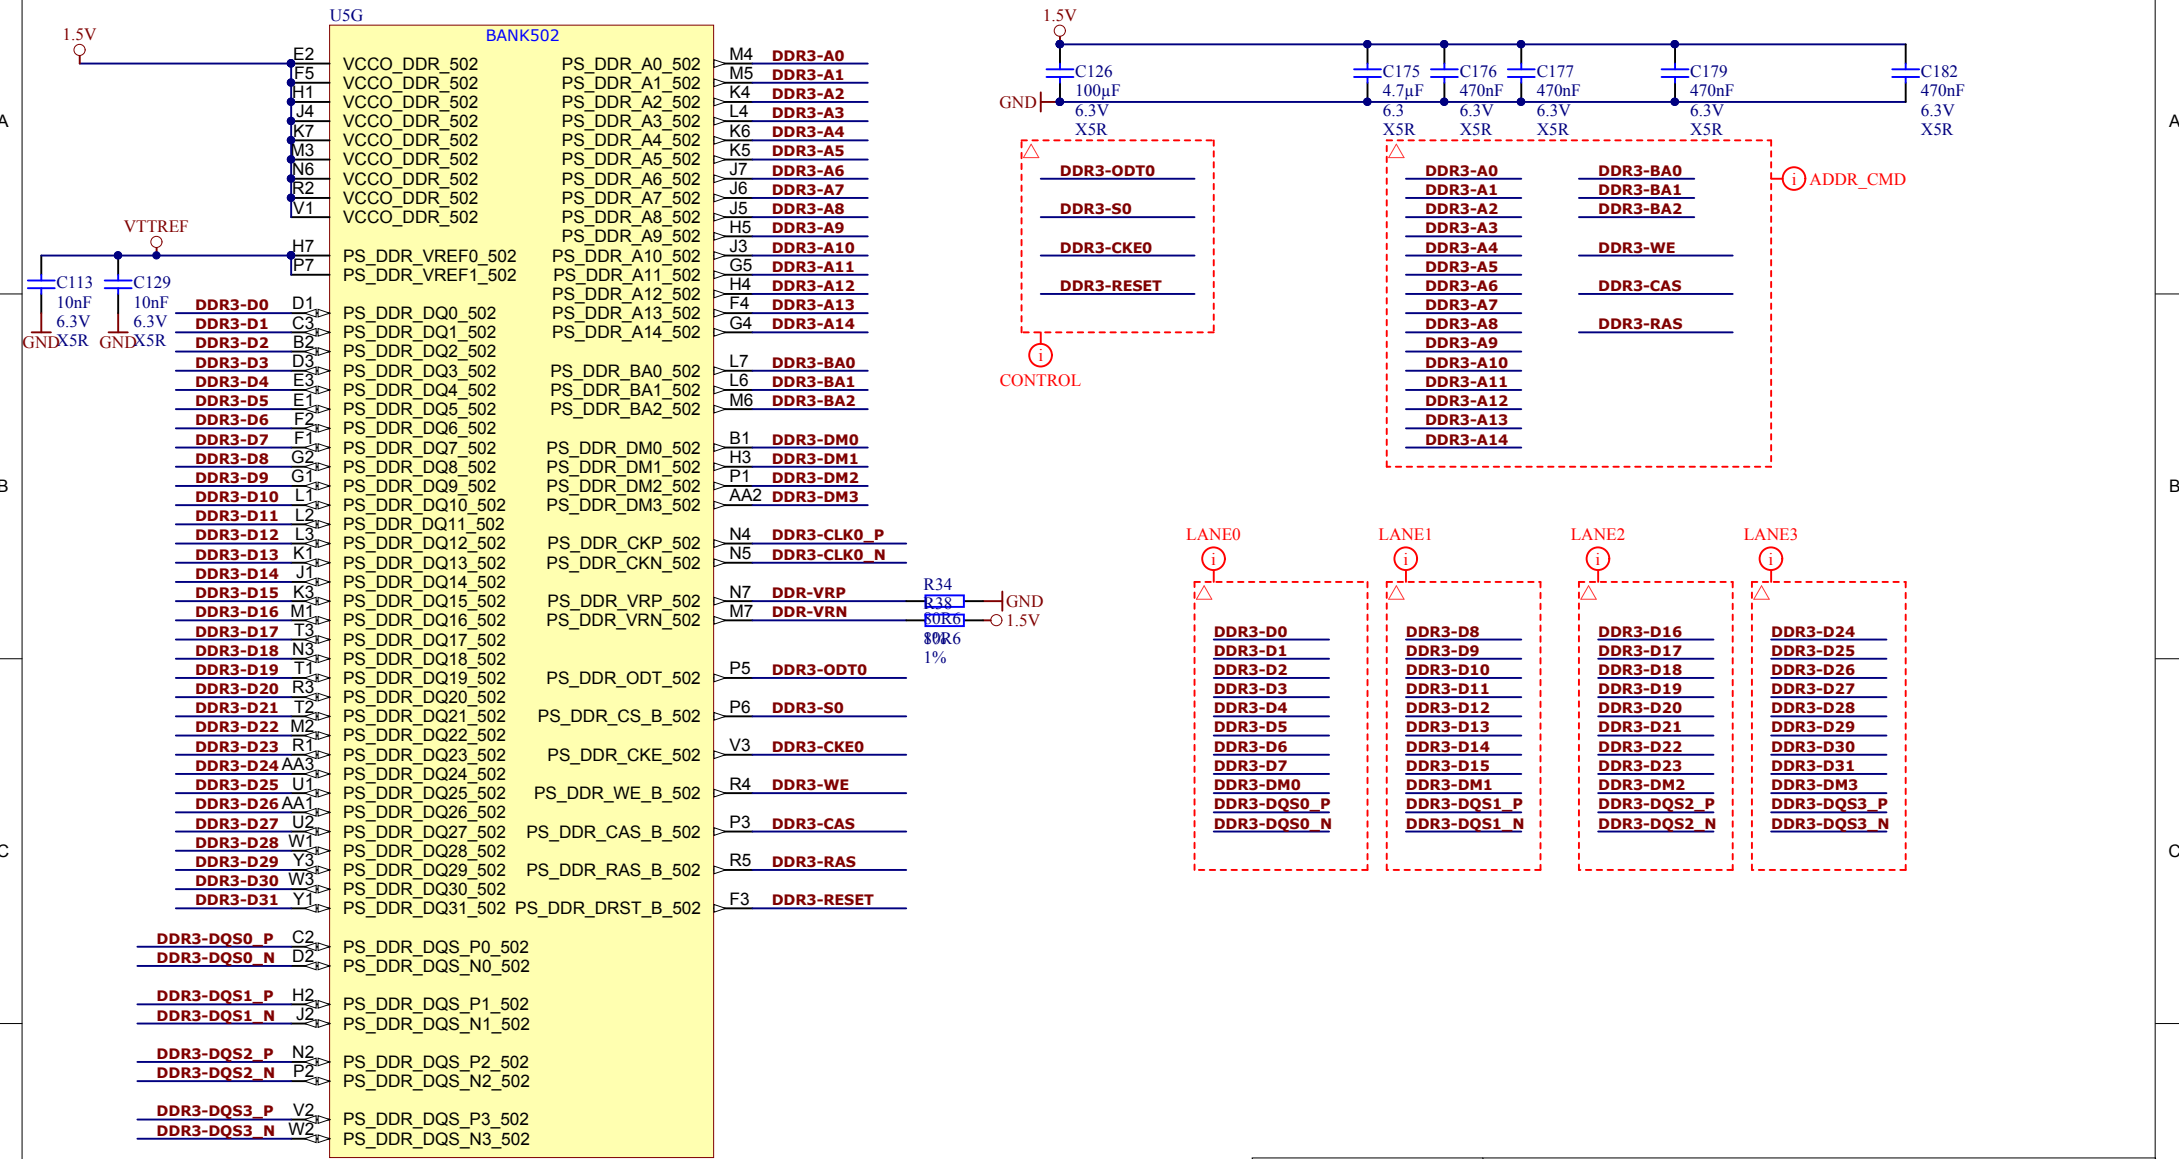 U5G
BANK502
1.5V
E2 VCCO_DDR_502
F5 VCCO_DDR_502
H1 VCCO_DDR_502
J4 VCCO_DDR_502
K7 VCCO_DDR_502
M3 VCCO_DDR_502
N6 VCCO_DDR_502
R2 VCCO_DDR_502
V1 VCCO_DDR_502
VTTREF
H7 PS_DDR_VREF0_502
P7 PS_DDR_VREF1_502
C113
10nF
6.3V
X5R
GND
C129
10nF
6.3V
X5R
GND
DDR3-D0 D1 PS_DDR_DQ0_502
DDR3-D1 C3 PS_DDR_DQ1_502
DDR3-D2 B2 PS_DDR_DQ2_502
DDR3-D3 D3 PS_DDR_DQ3_502
DDR3-D4 E3 PS_DDR_DQ4_502
DDR3-D5 E1 PS_DDR_DQ5_502
DDR3-D6 F2 PS_DDR_DQ6_502
DDR3-D7 F1 PS_DDR_DQ7_502
DDR3-D8 G2 PS_DDR_DQ8_502
DDR3-D9 G1 PS_DDR_DQ9_502
DDR3-D10 L1 PS_DDR_DQ10_502
DDR3-D11 L2 PS_DDR_DQ11_502
DDR3-D12 L3 PS_DDR_DQ12_502
DDR3-D13 K1 PS_DDR_DQ13_502
DDR3-D14 J1 PS_DDR_DQ14_502
DDR3-D15 K3 PS_DDR_DQ15_502
DDR3-D16 M1 PS_DDR_DQ16_502
DDR3-D17 T3 PS_DDR_DQ17_502
DDR3-D18 N3 PS_DDR_DQ18_502
DDR3-D19 T1 PS_DDR_DQ19_502
DDR3-D20 R3 PS_DDR_DQ20_502
DDR3-D21 T2 PS_DDR_DQ21_502
DDR3-D22 M2 PS_DDR_DQ22_502
DDR3-D23 R1 PS_DDR_DQ23_502
DDR3-D24 AA3 PS_DDR_DQ24_502
DDR3-D25 U1 PS_DDR_DQ25_502
DDR3-D26 AA1 PS_DDR_DQ26_502
DDR3-D27 U2 PS_DDR_DQ27_502
DDR3-D28 W1 PS_DDR_DQ28_502
DDR3-D29 Y3 PS_DDR_DQ29_502
DDR3-D30 W3 PS_DDR_DQ30_502
DDR3-D31 Y1 PS_DDR_DQ31_502
DDR3-DQS0_P C2 PS_DDR_DQS_P0_502
DDR3-DQS0_N D2 PS_DDR_DQS_N0_502
DDR3-DQS1_P H2 PS_DDR_DQS_P1_502
DDR3-DQS1_N J2 PS_DDR_DQS_N1_502
DDR3-DQS2_P N2 PS_DDR_DQS_P2_502
DDR3-DQS2_N P2 PS_DDR_DQS_N2_502
DDR3-DQS3_P V2 PS_DDR_DQS_P3_502
DDR3-DQS3_N W2 PS_DDR_DQS_N3_502
PS_DDR_A0_502 M4 DDR3-A0
PS_DDR_A1_502 M5 DDR3-A1
PS_DDR_A2_502 K4 DDR3-A2
PS_DDR_A3_502 L4 DDR3-A3
PS_DDR_A4_502 K6 DDR3-A4
PS_DDR_A5_502 K5 DDR3-A5
PS_DDR_A6_502 J7 DDR3-A6
PS_DDR_A7_502 J6 DDR3-A7
PS_DDR_A8_502 J5 DDR3-A8
PS_DDR_A9_502 H5 DDR3-A9
PS_DDR_A10_502 J3 DDR3-A10
PS_DDR_A11_502 G5 DDR3-A11
PS_DDR_A12_502 H4 DDR3-A12
PS_DDR_A13_502 F4 DDR3-A13
PS_DDR_A14_502 G4 DDR3-A14
PS_DDR_BA0_502 L7 DDR3-BA0
PS_DDR_BA1_502 L6 DDR3-BA1
PS_DDR_BA2_502 M6 DDR3-BA2
PS_DDR_DM0_502 B1 DDR3-DM0
PS_DDR_DM1_502 H3 DDR3-DM1
PS_DDR_DM2_502 P1 DDR3-DM2
PS_DDR_DM3_502 AA2 DDR3-DM3
PS_DDR_CKP_502 N4 DDR3-CLK0_P
PS_DDR_CKN_502 N5 DDR3-CLK0_N
PS_DDR_VRP_502 N7 DDR-VRP
PS_DDR_VRN_502 M7 DDR-VRN
R34
R38
80R6
1%
80R6
1%
GND
1.5V
PS_DDR_ODT_502 P5 DDR3-ODT0
PS_DDR_CS_B_502 P6 DDR3-S0
PS_DDR_CKE_502 V3 DDR3-CKE0
PS_DDR_WE_B_502 R4 DDR3-WE
PS_DDR_CAS_B_502 P3 DDR3-CAS
PS_DDR_RAS_B_502 R5 DDR3-RAS
PS_DDR_DRST_B_502 F3 DDR3-RESET
1.5V
GND
C126
100µF
6.3V
X5R
C175
4.7µF
6.3
X5R
C176
470nF
6.3V
X5R
C177
470nF
6.3V
X5R
C179
470nF
6.3V
X5R
C182
470nF
6.3V
X5R
DDR3-ODT0
DDR3-S0
DDR3-CKE0
DDR3-RESET
i
CONTROL
DDR3-A0 DDR3-BA0
DDR3-A1 DDR3-BA1
DDR3-A2 DDR3-BA2
DDR3-A3
DDR3-A4 DDR3-WE
DDR3-A5
DDR3-A6 DDR3-CAS
DDR3-A7
DDR3-A8 DDR3-RAS
DDR3-A9
DDR3-A10
DDR3-A11
DDR3-A12
DDR3-A13
DDR3-A14
i ADDR_CMD
LANE0
i
DDR3-D0
DDR3-D1
DDR3-D2
DDR3-D3
DDR3-D4
DDR3-D5
DDR3-D6
DDR3-D7
DDR3-DM0
DDR3-DQS0_P
DDR3-DQS0_N
LANE1
i
DDR3-D8
DDR3-D9
DDR3-D10
DDR3-D11
DDR3-D12
DDR3-D13
DDR3-D14
DDR3-D15
DDR3-DM1
DDR3-DQS1_P
DDR3-DQS1_N
LANE2
i
DDR3-D16
DDR3-D17
DDR3-D18
DDR3-D19
DDR3-D20
DDR3-D21
DDR3-D22
DDR3-D23
DDR3-DM2
DDR3-DQS2_P
DDR3-DQS2_N
LANE3
i
DDR3-D24
DDR3-D25
DDR3-D26
DDR3-D27
DDR3-D28
DDR3-D29
DDR3-D30
DDR3-D31
DDR3-DM3
DDR3-DQS3_P
DDR3-DQS3_N
A
B
C
A
B
C